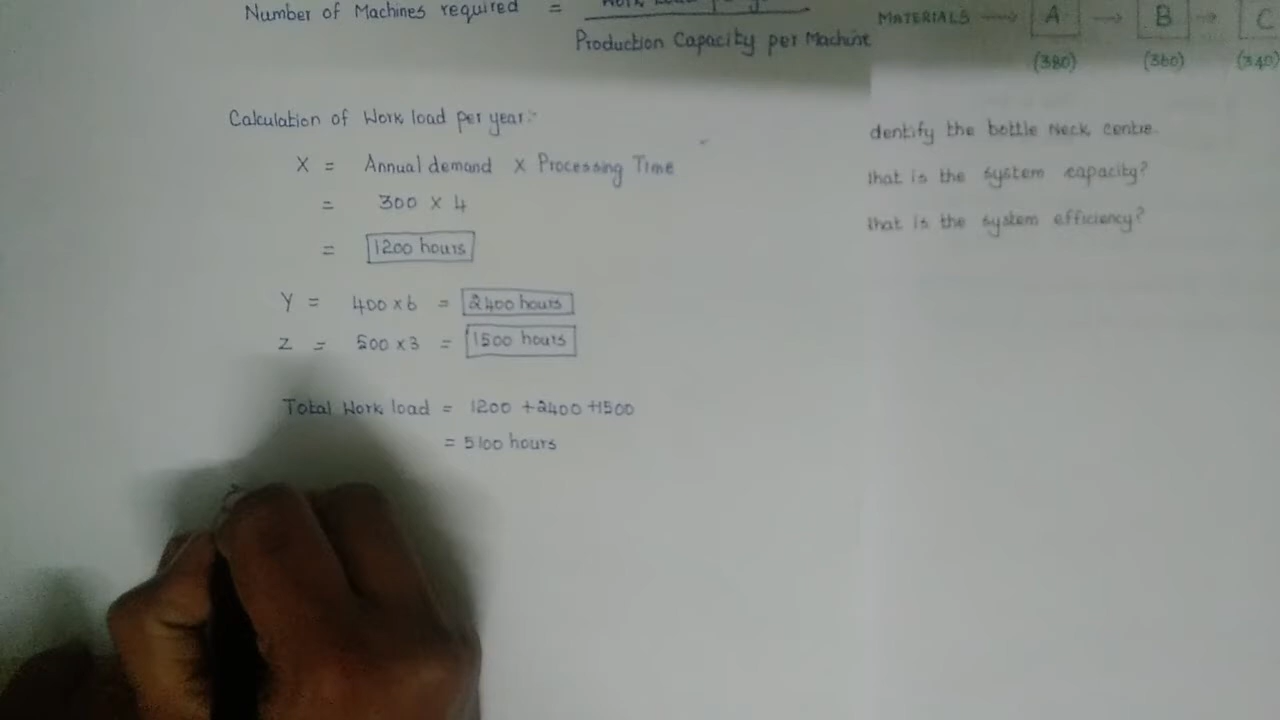 Number of Machines required =
Production Capacity per Machine
Calculation of Work load per year:-
X = Annual demand X Processing Time
= 300 X 4
= 1200 hours
Y = 400 x 6 = 2400 hours
Z = 500 x 3 = 1500 hours
Total Work load = 1200 + 2400 + 1500
= 5100 hours
MATERIALS → A → B → C
(380) (360) (340)
dentify the bottle Neck centre.
hat is the system capacity?
hat is the system efficiency?